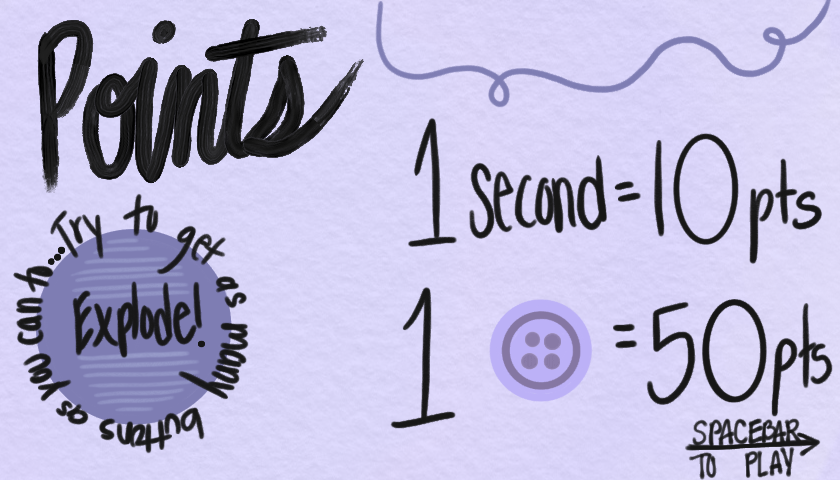 Points
1 second = 10 pts
1 = 50 pts
Try to get as many buttons as you can to...
Explode!
SPACEBAR
TO PLAY